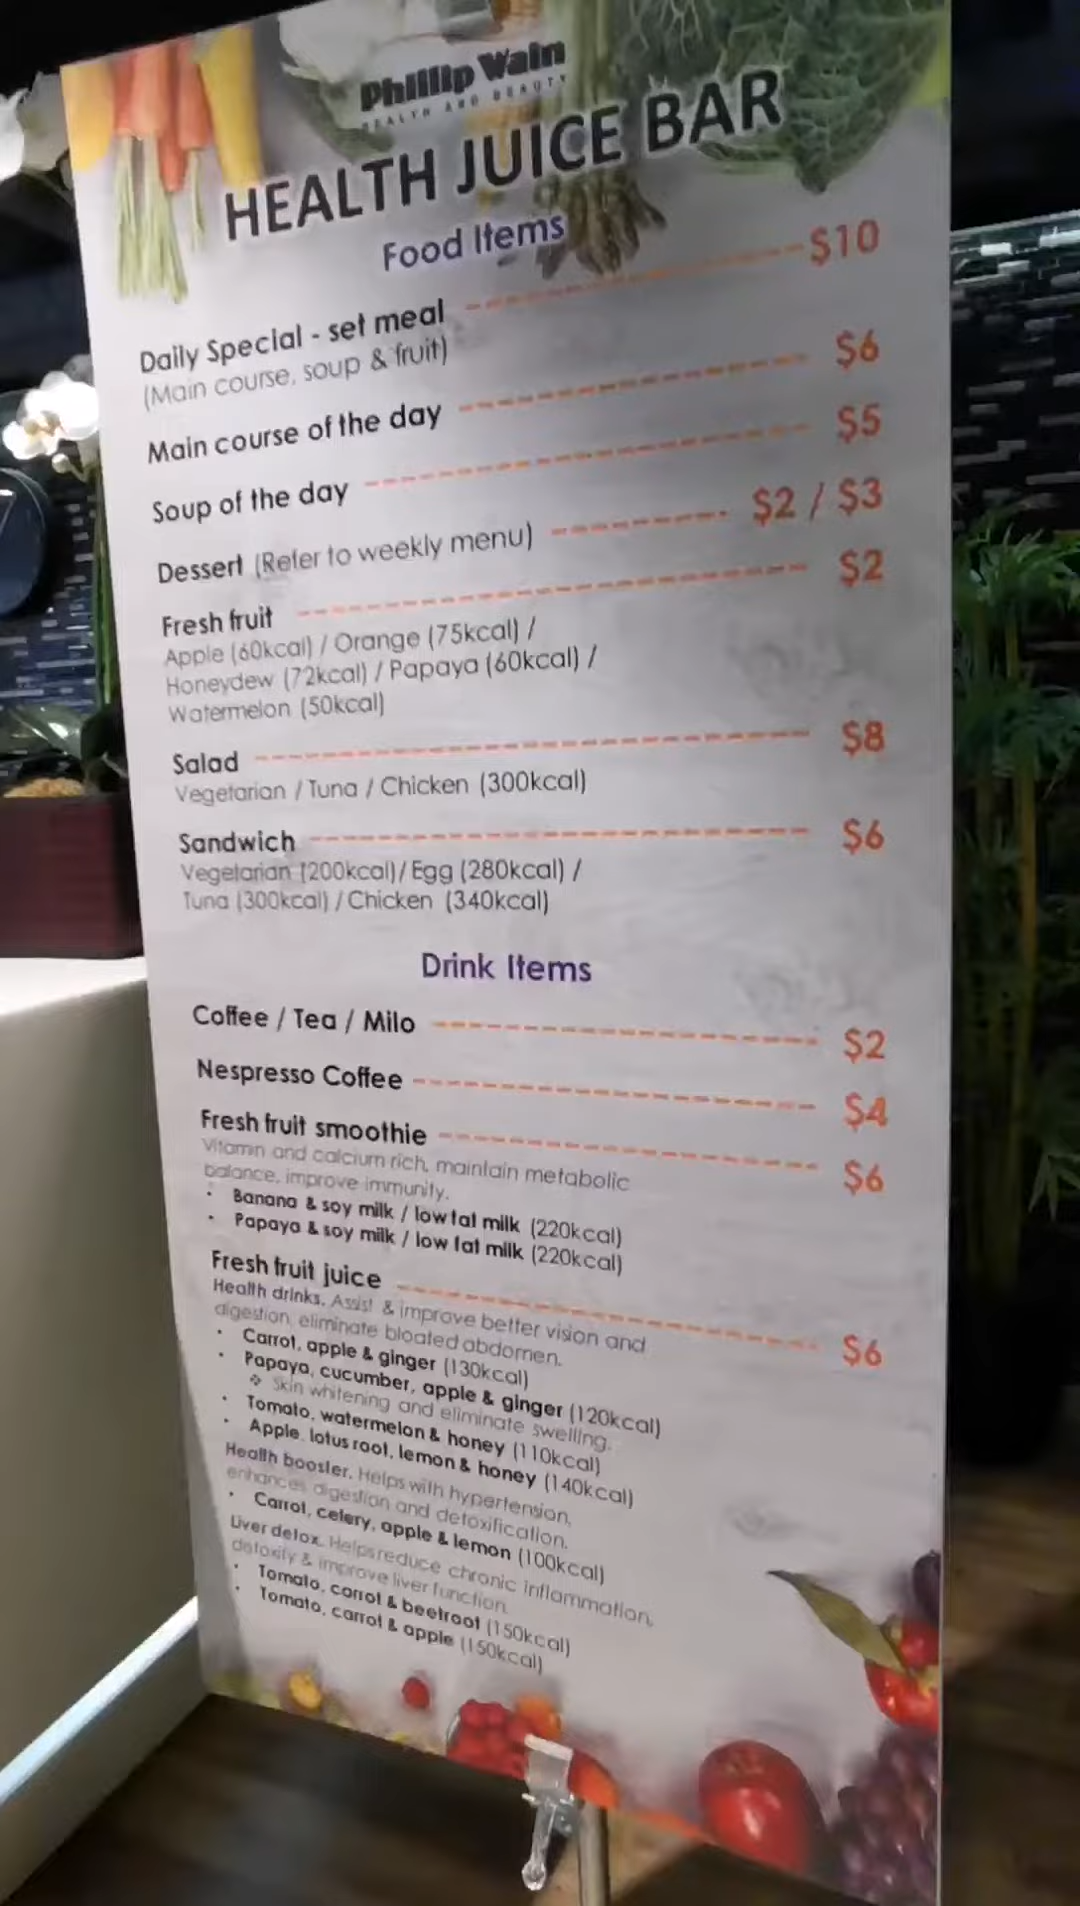 Phillip Wain
HEALTH AND BEAUTY
HEALTH JUICE BAR
Food Items
Daily Special - set meal $10
(Main course, soup & fruit)
Main course of the day $6
Soup of the day $5
Dessert (Refer to weekly menu) $2 / $3
Fresh fruit $2
Apple (60kcal) / Orange (75kcal) /
Honeydew (72kcal) / Papaya (60kcal) /
Watermelon (50kcal)
Salad $8
Vegetarian / Tuna / Chicken (300kcal)
Sandwich $6
Vegetarian (200kcal)/ Egg (280kcal) /
Tuna (300kcal) / Chicken (340kcal)
Drink Items
Coffee / Tea / Milo $2
Nespresso Coffee $4
Fresh fruit smoothie $6
Vitamin and calcium rich, maintain metabolic
balance, improve immunity.
• Banana & soy milk / low fat milk (220kcal)
• Papaya & soy milk / low fat milk (220kcal)
Fresh fruit juice $6
Health drinks. Assist & improve better vision and
digestion, eliminate bloated abdomen.
• Carrot, apple & ginger (130kcal)
• Papaya, cucumber, apple & ginger (120kcal)
❖ Skin whitening and eliminate swelling.
• Tomato, watermelon & honey (110kcal)
• Apple, lotus root, lemon & honey (140kcal)
Health booster. Helps with hypertension,
enhances digestion and detoxification.
• Carrot, celery, apple & lemon (100kcal)
Liver detox. Helps reduce chronic inflammation,
detoxify & improve liver function.
• Tomato, carrot & beetroot (150kcal)
• Tomato, carrot & apple (150kcal)